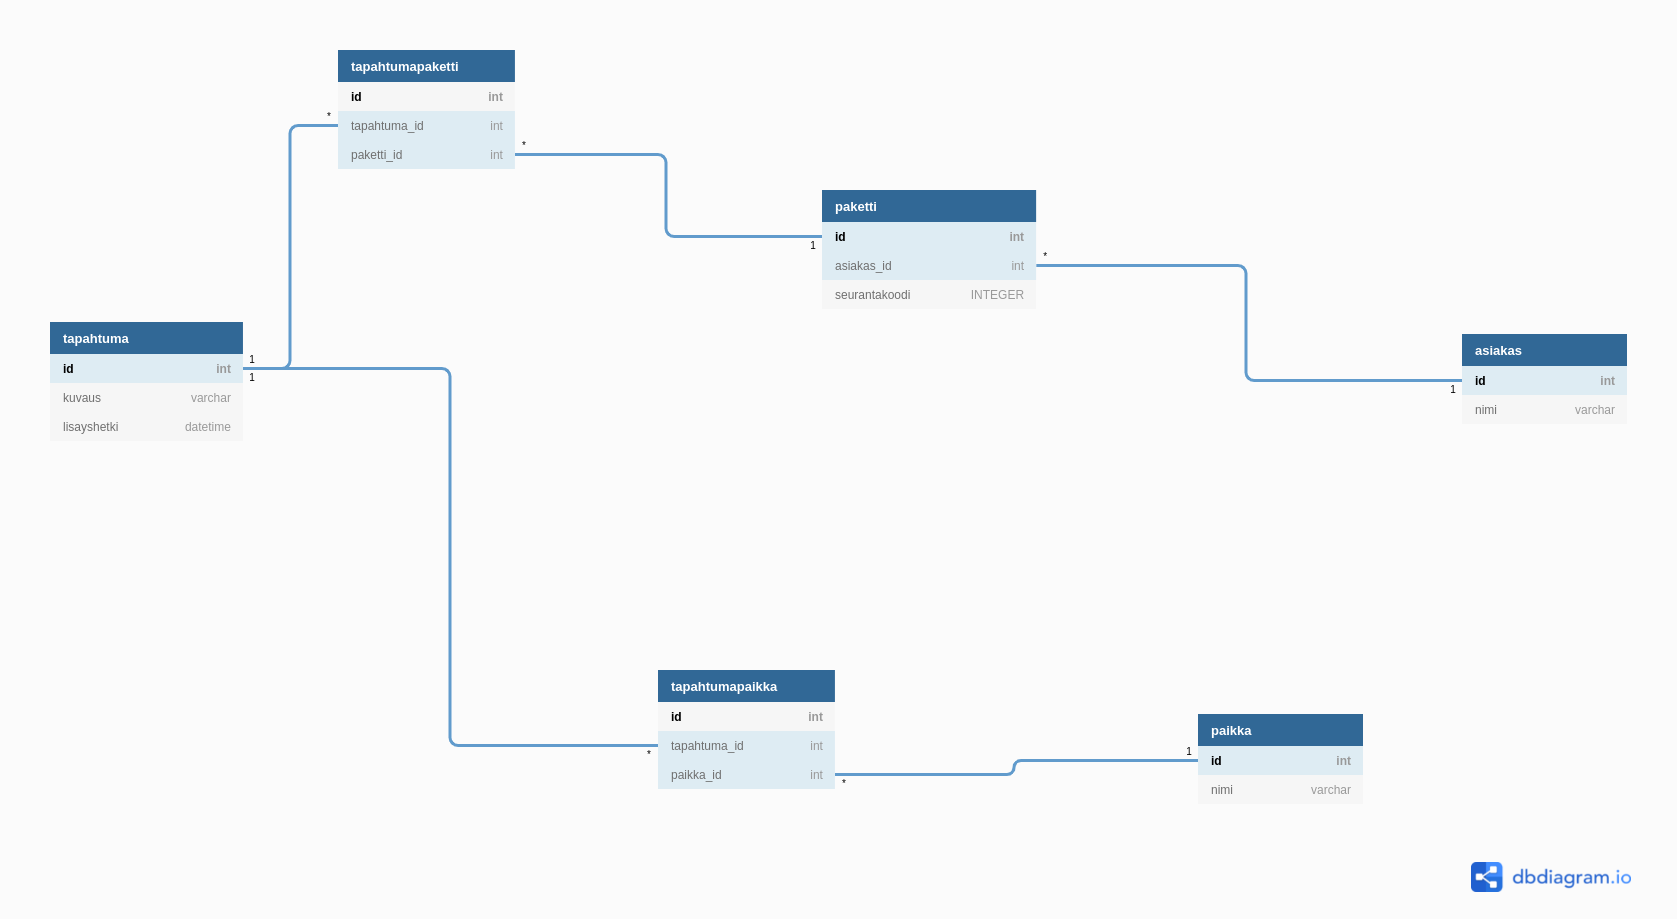 tapahtumapaketti
id int
* tapahtuma_id int
paketti_id int *
paketti
1 id int
asiakas_id int *
seurantakoodi INTEGER
tapahtuma
id int 1
1
kuvaus varchar
lisayshetki datetime
asiakas
1 id int
nimi varchar
tapahtumapaikka
id int
* tapahtuma_id int
paikka_id int *
paikka
1 id int
nimi varchar
dbdiagram.io